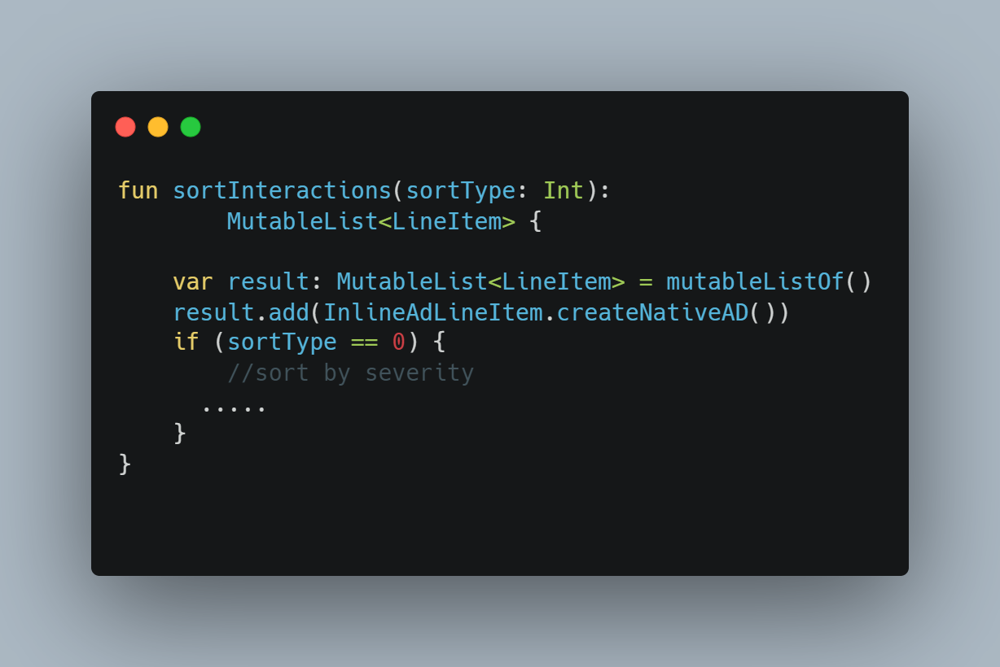 fun sortInteractions(sortType: Int):
        MutableList<LineItem> {

    var result: MutableList<LineItem> = mutableListOf()
    result.add(InlineAdLineItem.createNativeAD())
    if (sortType == 0) {
        //sort by severity
      .....
    }
}